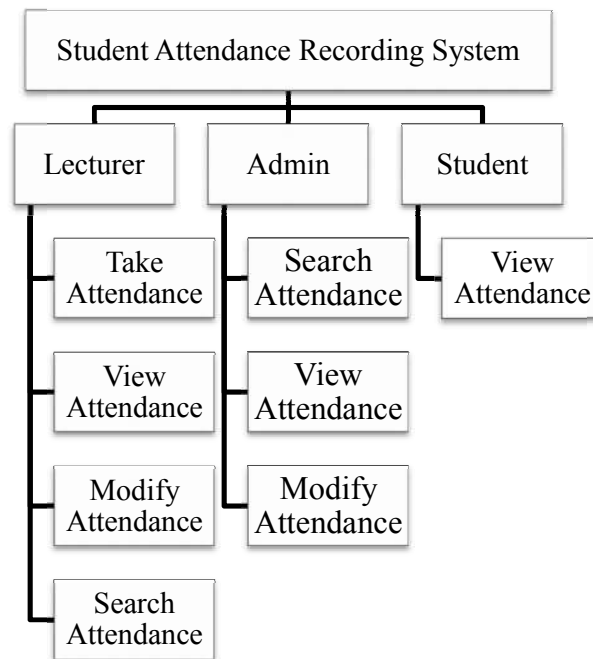 Student Attendance Recording System
Lecturer
Admin
Student
Take
Attendance
View
Attendance
Modify
Attendance
Search
Attendance
Search
Attendance
View
Attendance
Modify
Attendance
View
Attendance